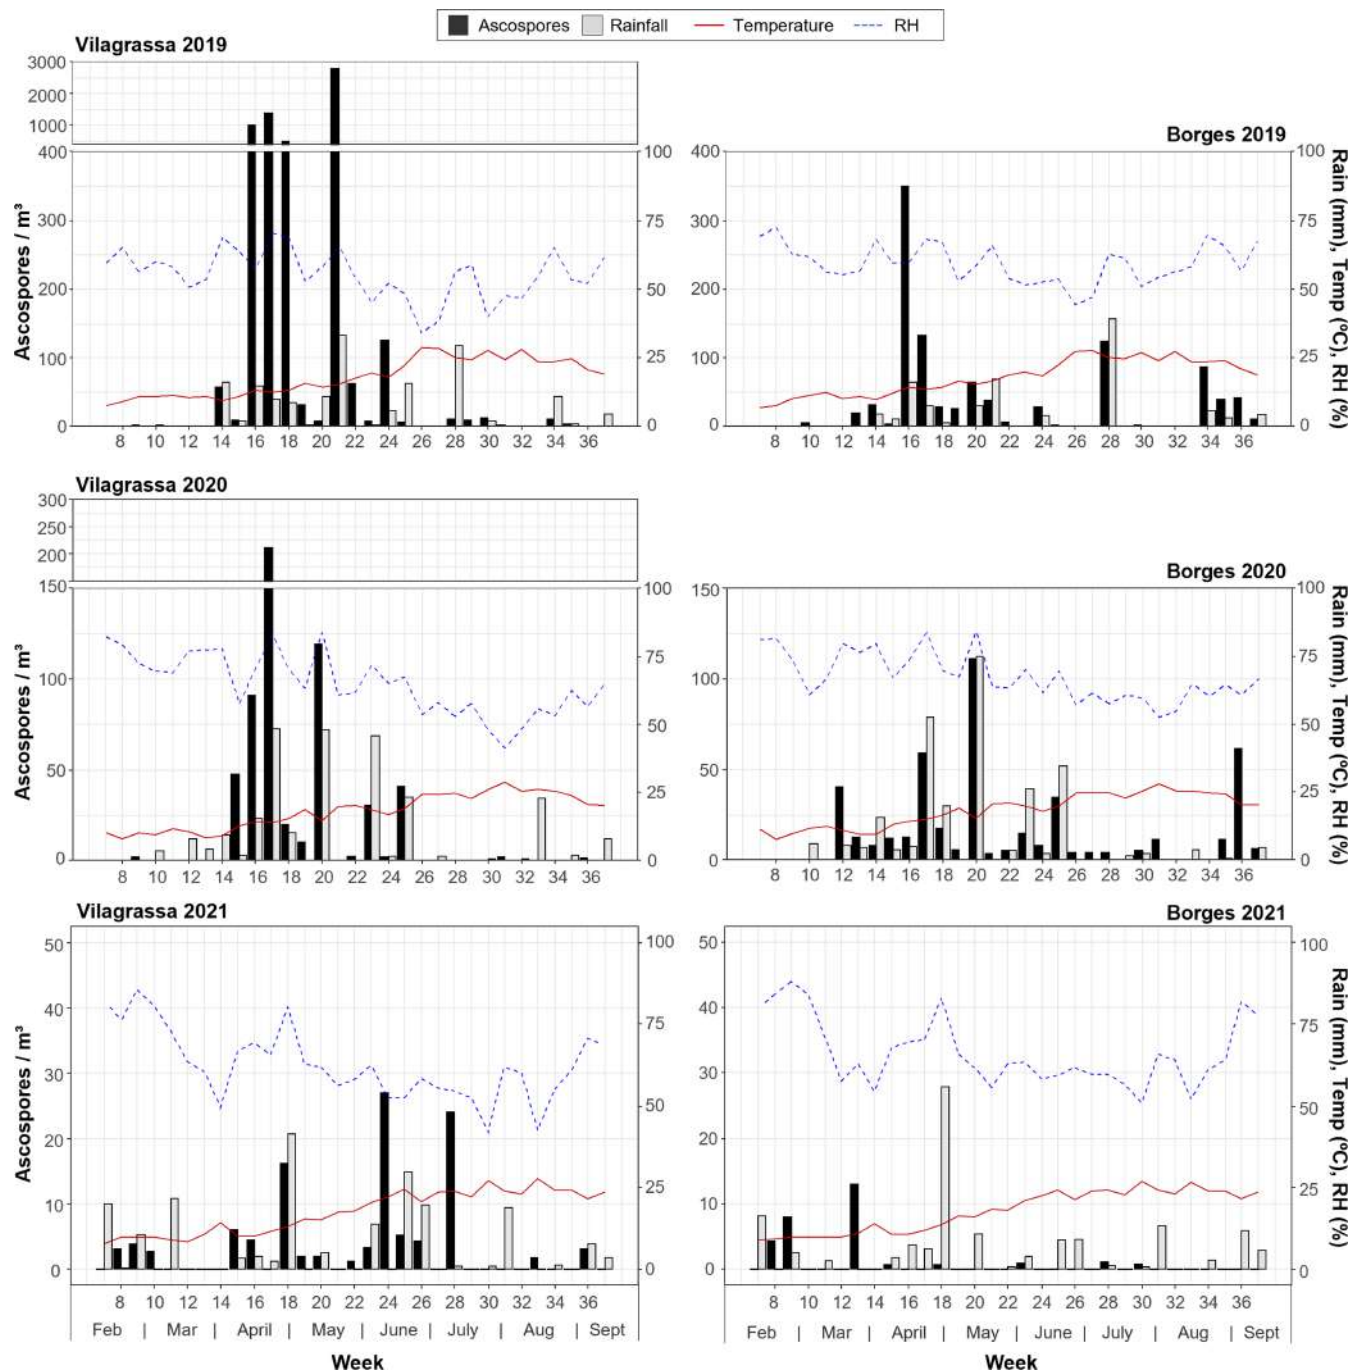 Ascospores Rainfall Temperature RH
Vilagrassa 2019
3000
2000
1000
400
300
200
100
0
100
75
50
25
0
8 10 12 14 16 18 20 22 24 26 28 30 32 34 36
Ascospores / m³
Borges 2019
400
300
200
100
0
100
75
50
25
0
8 10 12 14 16 18 20 22 24 26 28 30 32 34 36
Rain (mm), Temp (ºC), RH (%)
Vilagrassa 2020
300
250
200
150
100
50
0
100
75
50
25
0
8 10 12 14 16 18 20 22 24 26 28 30 32 34 36
Ascospores / m³
Borges 2020
150
100
50
0
100
75
50
25
0
8 10 12 14 16 18 20 22 24 26 28 30 32 34 36
Rain (mm), Temp (ºC), RH (%)
Vilagrassa 2021
50
40
30
20
10
0
100
75
50
25
0
8 10 12 14 16 18 20 22 24 26 28 30 32 34 36
Feb | Mar | April | May | June | July | Aug | Sept
Week
Ascospores / m³
Borges 2021
50
40
30
20
10
0
100
75
50
25
0
8 10 12 14 16 18 20 22 24 26 28 30 32 34 36
Feb | Mar | April | May | June | July | Aug | Sept
Week
Rain (mm), Temp (ºC), RH (%)